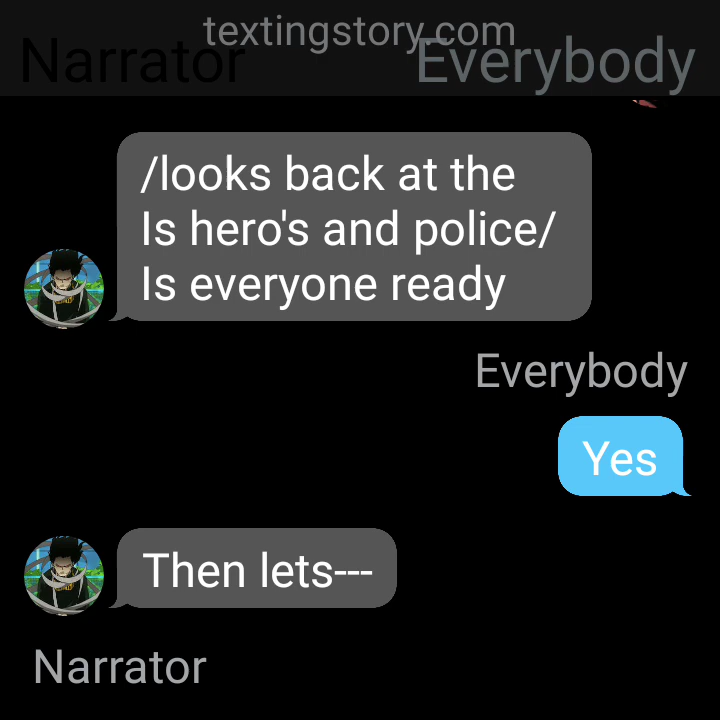 textingstory.com
Narrator
Everybody
/looks back at the
Is hero's and police/
Is everyone ready
Everybody
Yes
Then lets---
Narrator